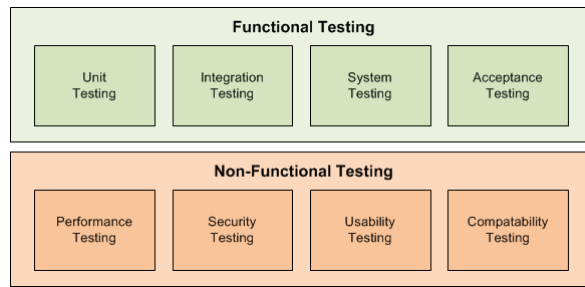 Functional Testing
Unit
Testing
Integration
Testing
System
Testing
Acceptance
Testing
Non-Functional Testing
Performance
Testing
Security
Testing
Usability
Testing
Compatability
Testing